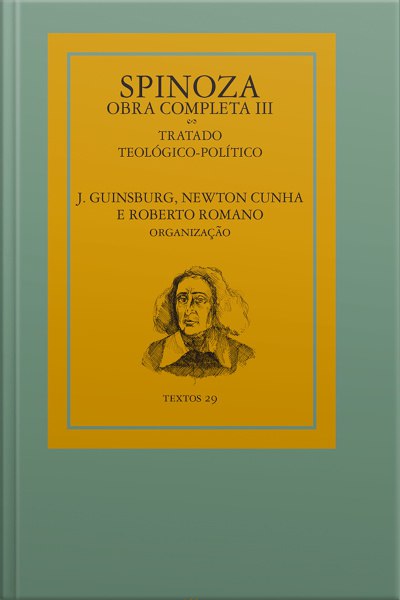 SPINOZA
OBRA COMPLETA III
TRATADO
TEOLÓGICO-POLÍTICO
J. GUINSBURG, NEWTON CUNHA
E ROBERTO ROMANO
ORGANIZAÇÃO
TEXTOS 29